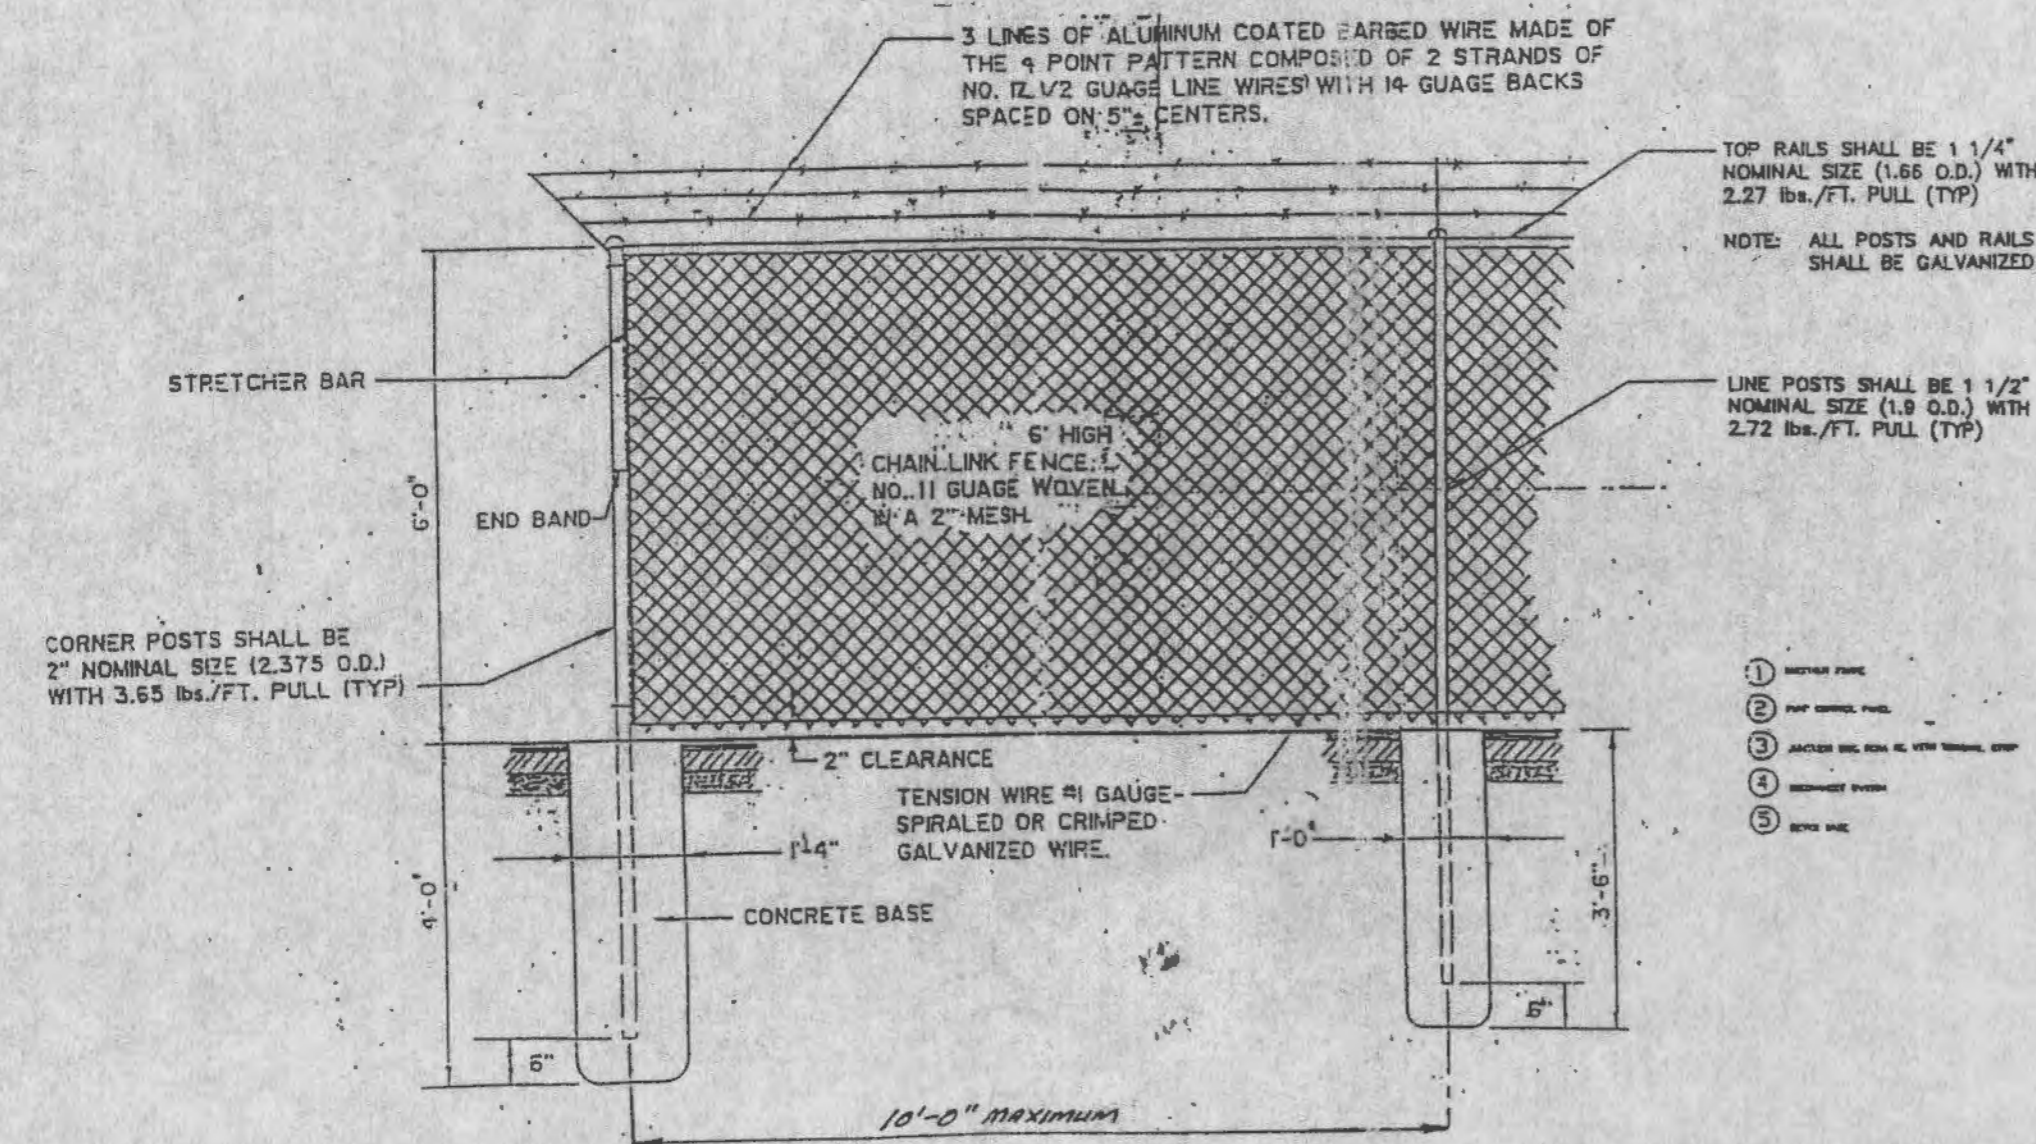 3 LINES OF ALUMINUM COATED BARBED WIRE MADE OF
THE 4 POINT PATTERN COMPOSED OF 2 STRANDS OF
NO. 12 1/2 GUAGE LINE WIRES WITH 14 GUAGE BACKS
SPACED ON 5"± CENTERS.
TOP RAILS SHALL BE 1 1/4"
NOMINAL SIZE (1.66 O.D.) WITH
2.27 lbs./FT. PULL (TYP)
NOTE: ALL POSTS AND RAILS
SHALL BE GALVANIZED
STRETCHER BAR
LINE POSTS SHALL BE 1 1/2"
NOMINAL SIZE (1.9 O.D.) WITH
2.72 lbs./FT. PULL (TYP)
6' HIGH
CHAIN LINK FENCE:
NO. 11 GUAGE WOVEN
IN A 2" MESH
6'-0"
END BAND
CORNER POSTS SHALL BE
2" NOMINAL SIZE (2.375 O.D.)
WITH 3.65 lbs./FT. PULL (TYP)
1
2
3
4
5
2" CLEARANCE
TENSION WIRE #1 GAUGE-
SPIRALED OR CRIMPED
GALVANIZED WIRE.
1'-4"
1'-0"
4'-0"
3'-6"
CONCRETE BASE
6"
6"
10'-0" MAXIMUM